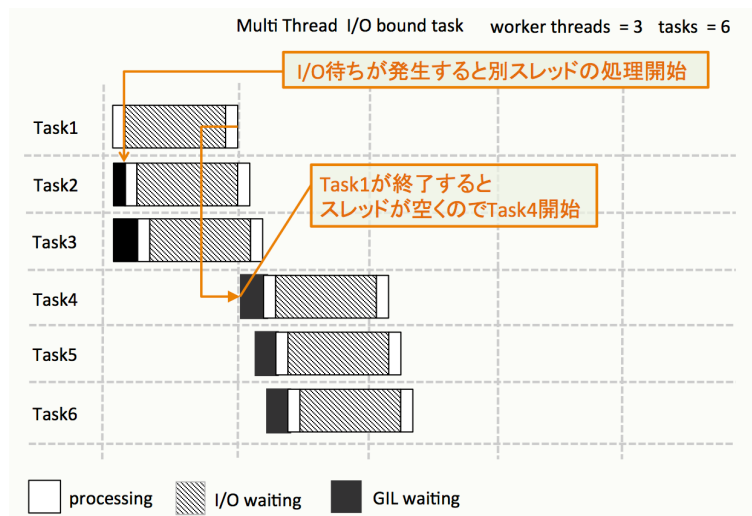 Multi Thread I/O bound task worker threads = 3 tasks = 6
I/O待ちが発生すると別スレッドの処理開始
Task1
Task2
Task1が終了すると
スレッドが空くのでTask4開始
Task3
Task4
Task5
Task6
processing
I/O waiting
GIL waiting